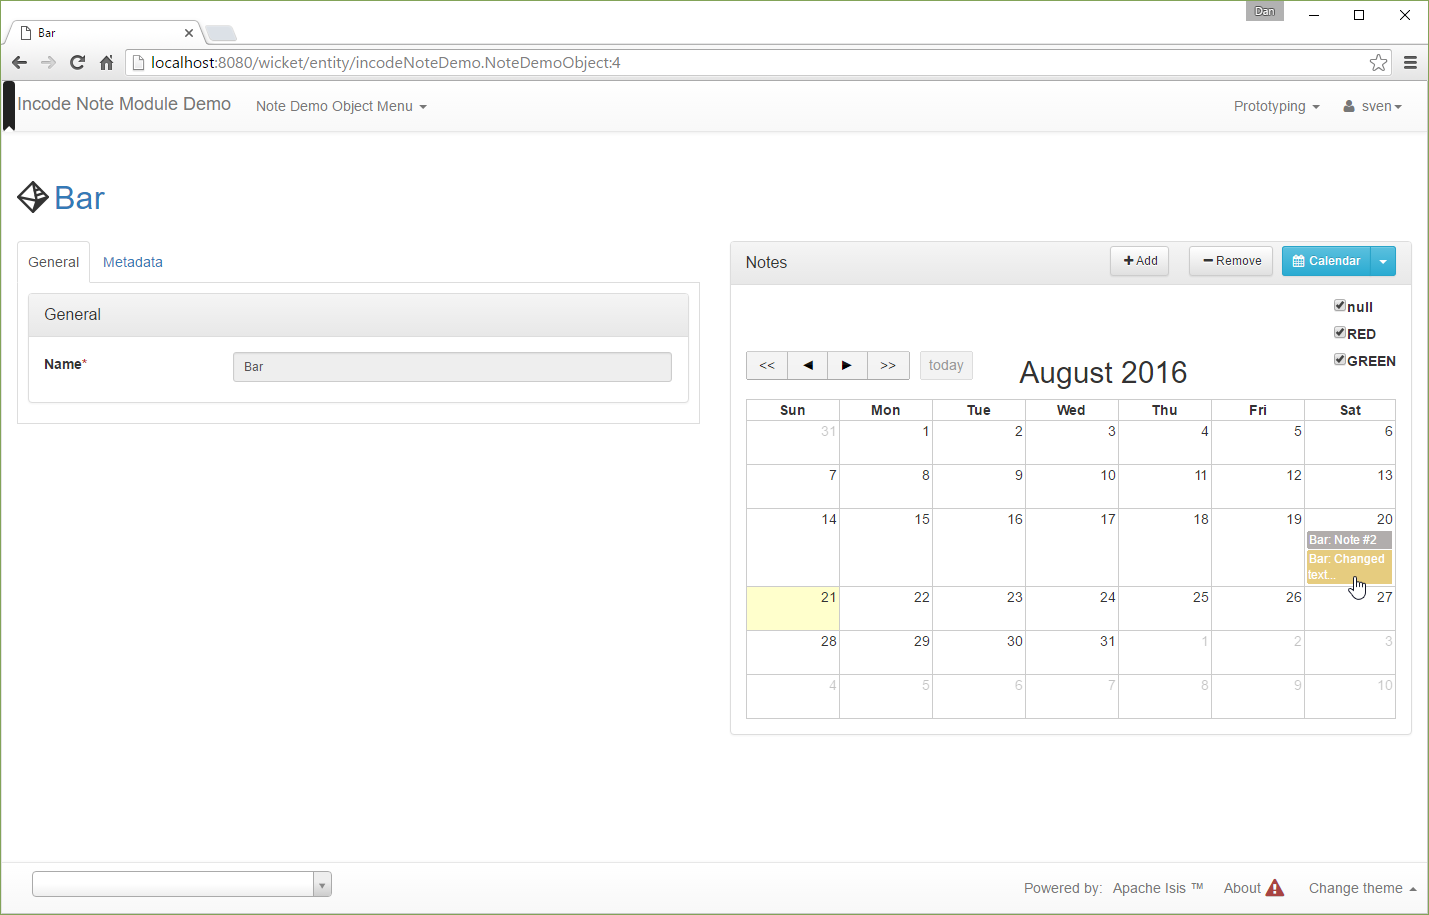 Dan
Bar
localhost:8080/wicket/entity/incodeNoteDemo.NoteDemoObject:4
Incode Note Module Demo Note Demo Object Menu Prototyping sven
Bar
General Metadata
General
Name*
Bar
Notes Add Remove Calendar
null
RED
GREEN
<< ◀ ▶ >> today
August 2016
Sun Mon Tue Wed Thu Fri Sat
31 1 2 3 4 5 6
7 8 9 10 11 12 13
14 15 16 17 18 19 20
Bar: Note #2
Bar: Changed
text...
21 22 23 24 25 26 27
28 29 30 31 1 2 3
4 5 6 7 8 9 10
Powered by: Apache Isis ™ About Change theme